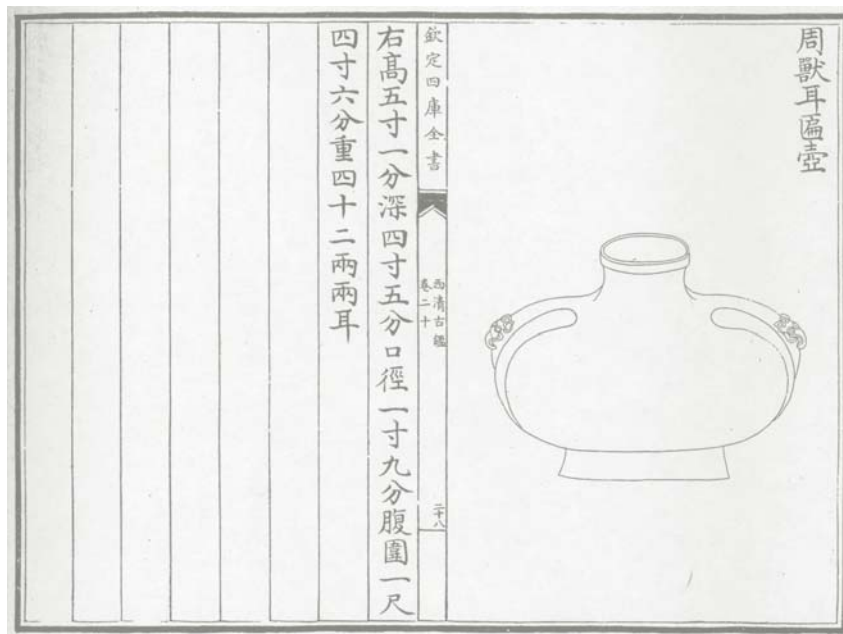 周獸耳匾壺
欽定四庫全書
西清古鑑
卷二十
二十八
右高五寸一分深四寸五分口徑一寸九分腹圍一尺
四寸六分重四十二兩兩耳